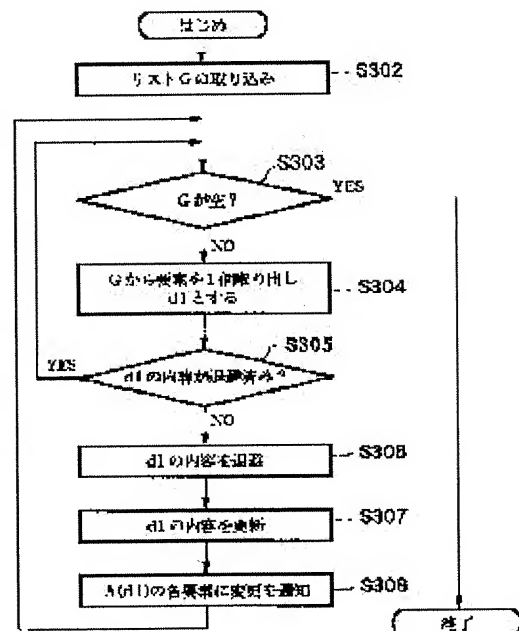 はじめ
リストGの取り込み
S302
S303
Gが空？
YES
NO
Gから要素を1個取り出し
d1とする
S304
S305
YES
d1の内容が退避済み？
NO
d1の内容を退避
S306
d1の内容を更新
S307
A(d1)の各要素に変更を通知
S308
終了